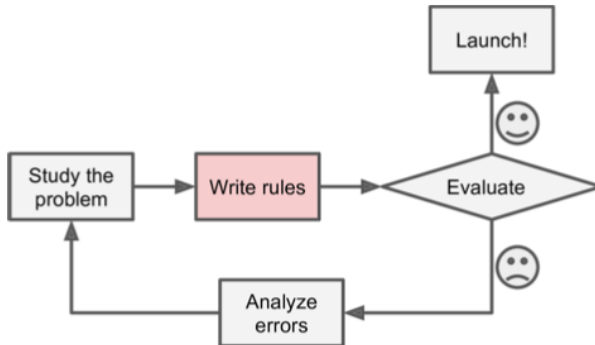 Launch!
Study the
problem
Write rules
Evaluate
Analyze
errors